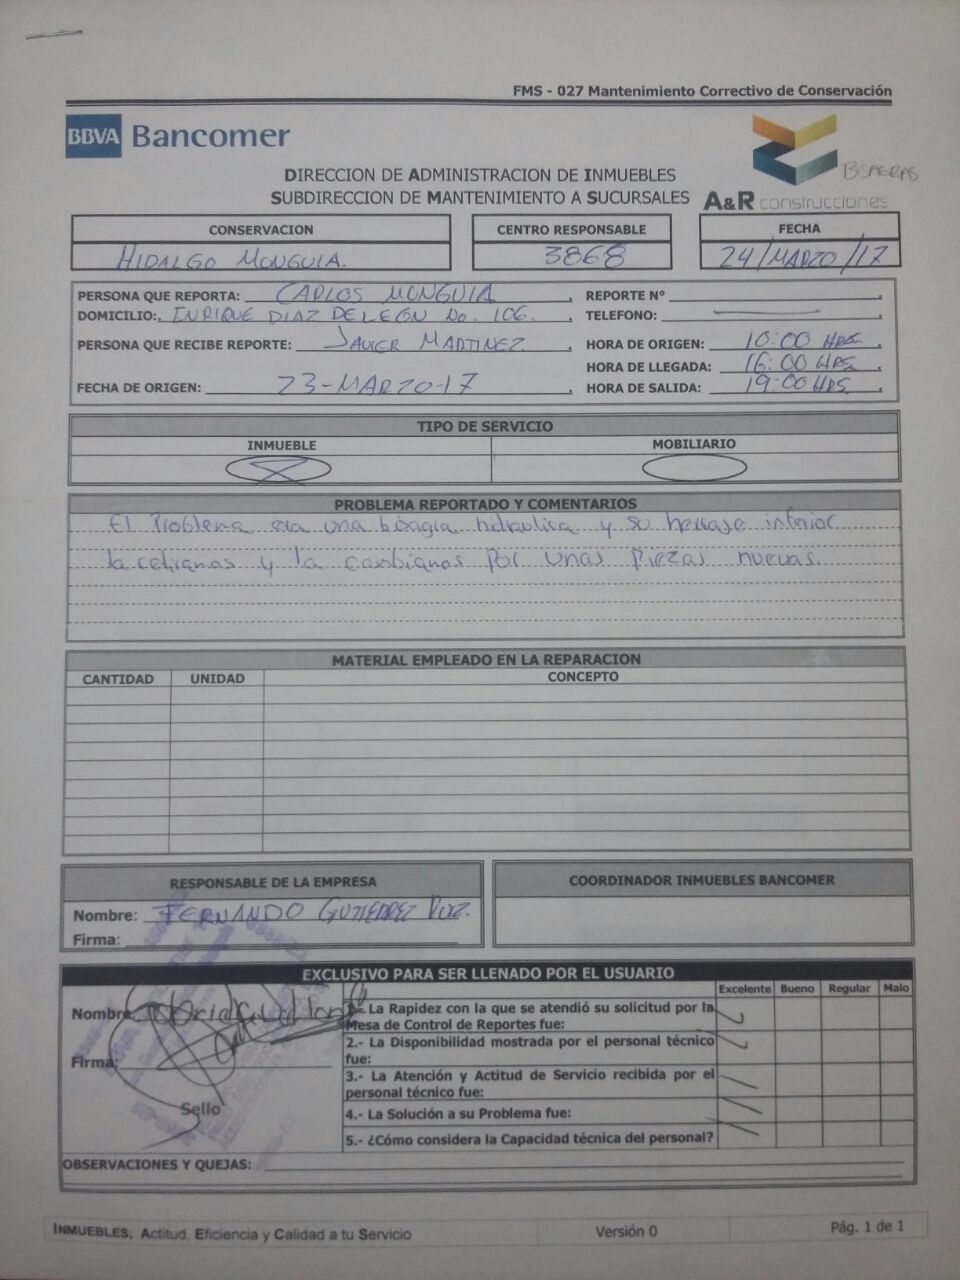 FMS - 027 Mantenimiento Correctivo de Conservación
BBVA Bancomer
BISAGRAS
DIRECCION DE ADMINISTRACION DE INMUEBLES
SUBDIRECCION DE MANTENIMIENTO A SUCURSALES
A&R construcciones
CONSERVACION CENTRO RESPONSABLE FECHA
HIDALGO MONGUIA. 3868 24/MARZO/17
PERSONA QUE REPORTA: CARLOS MONGUIA REPORTE Nº
DOMICILIO: ENRIQUE DIAZ DE LEON No. 106. TELEFONO:
PERSONA QUE RECIBE REPORTE: JAVIER MARTINEZ HORA DE ORIGEN: 10:00 HRS.
HORA DE LLEGADA: 16:00 HRS.
FECHA DE ORIGEN: 23-MARZO-17 HORA DE SALIDA: 19:00 HRS.
TIPO DE SERVICIO
INMUEBLE MOBILIARIO
X
PROBLEMA REPORTADO Y COMENTARIOS
El Problema era una bisagra hidraulica y su herraje inferior
la y la cambiamos por unas piezas nuevas.
MATERIAL EMPLEADO EN LA REPARACION
CANTIDAD UNIDAD CONCEPTO
RESPONSABLE DE LA EMPRESA COORDINADOR INMUEBLES BANCOMER
Nombre: FERNANDO GUTIERREZ RUIZ.
Firma:
EXCLUSIVO PARA SER LLENADO POR EL USUARIO
Excelente Bueno Regular Malo
Nombre:
1.- La Rapidez con la que se atendió su solicitud por la
Mesa de Control de Reportes fue:
2.- La Disponibilidad mostrada por el personal técnico
fue:
Firma:
3.- La Atención y Actitud de Servicio recibida por el
personal técnico fue:
Sello
4.- La Solución a su Problema fue:
5.- ¿Cómo considera la Capacidad técnica del personal?
OBSERVACIONES Y QUEJAS:
INMUEBLES; Actitud, Eficiencia y Calidad a tu Servicio Versión 0 Pág. 1 de 1